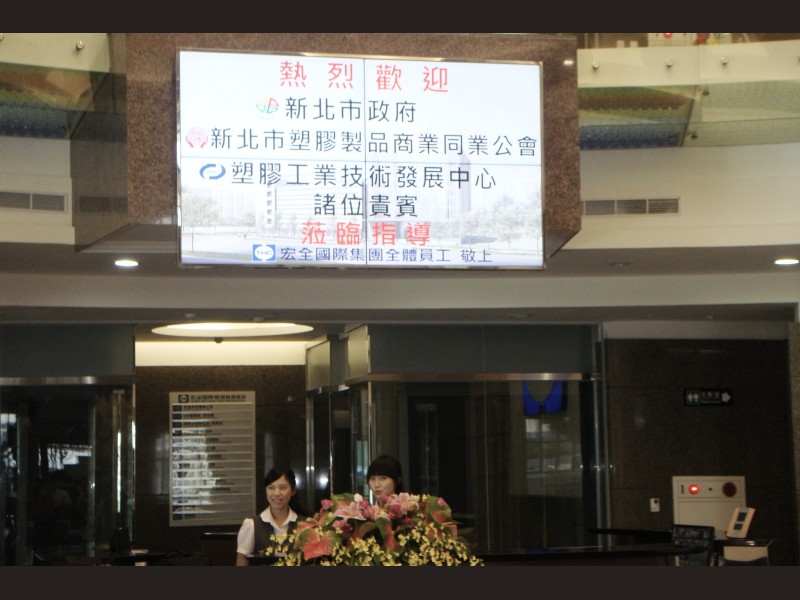 熱烈歡迎
新北市政府
新北市塑膠製品商業同業公會
塑膠工業技術發展中心
諸位貴賓
蒞臨指導
宏全國際集團全體員工 敬上